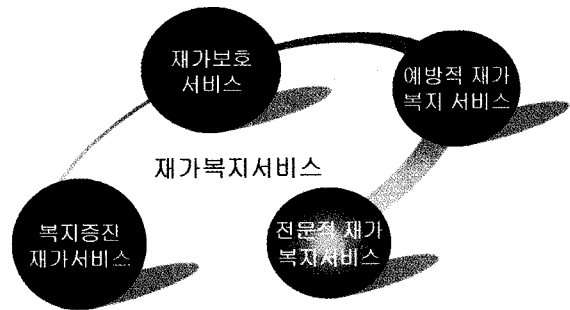 재가보호
서비스
예방적 재가
복지 서비스
재가복지서비스
복지증진
재가서비스
전문적 재가
복지서비스